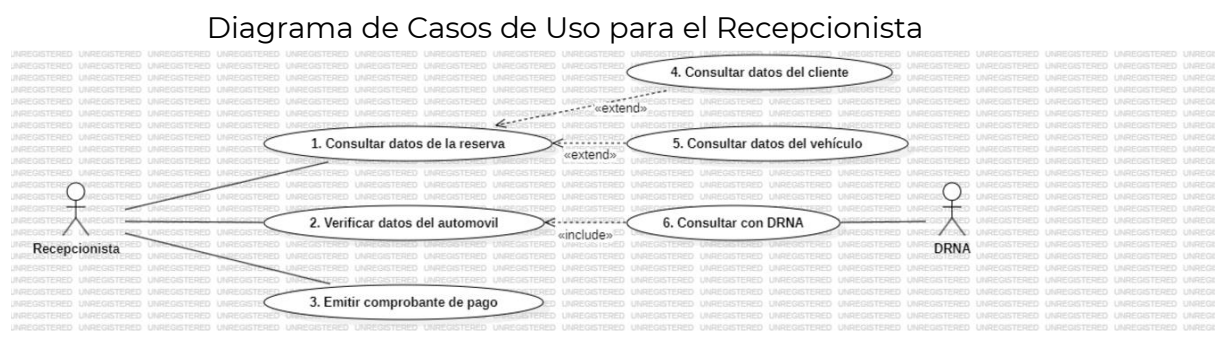 Diagrama de Casos de Uso para el Recepcionista
4. Consultar datos del cliente
«extend»
1. Consultar datos de la reserva
«extend»
5. Consultar datos del vehículo
2. Verificar datos del automovil
«include»
6. Consultar con DRNA
Recepcionista
DRNA
3. Emitir comprobante de pago
UNREGISTERED